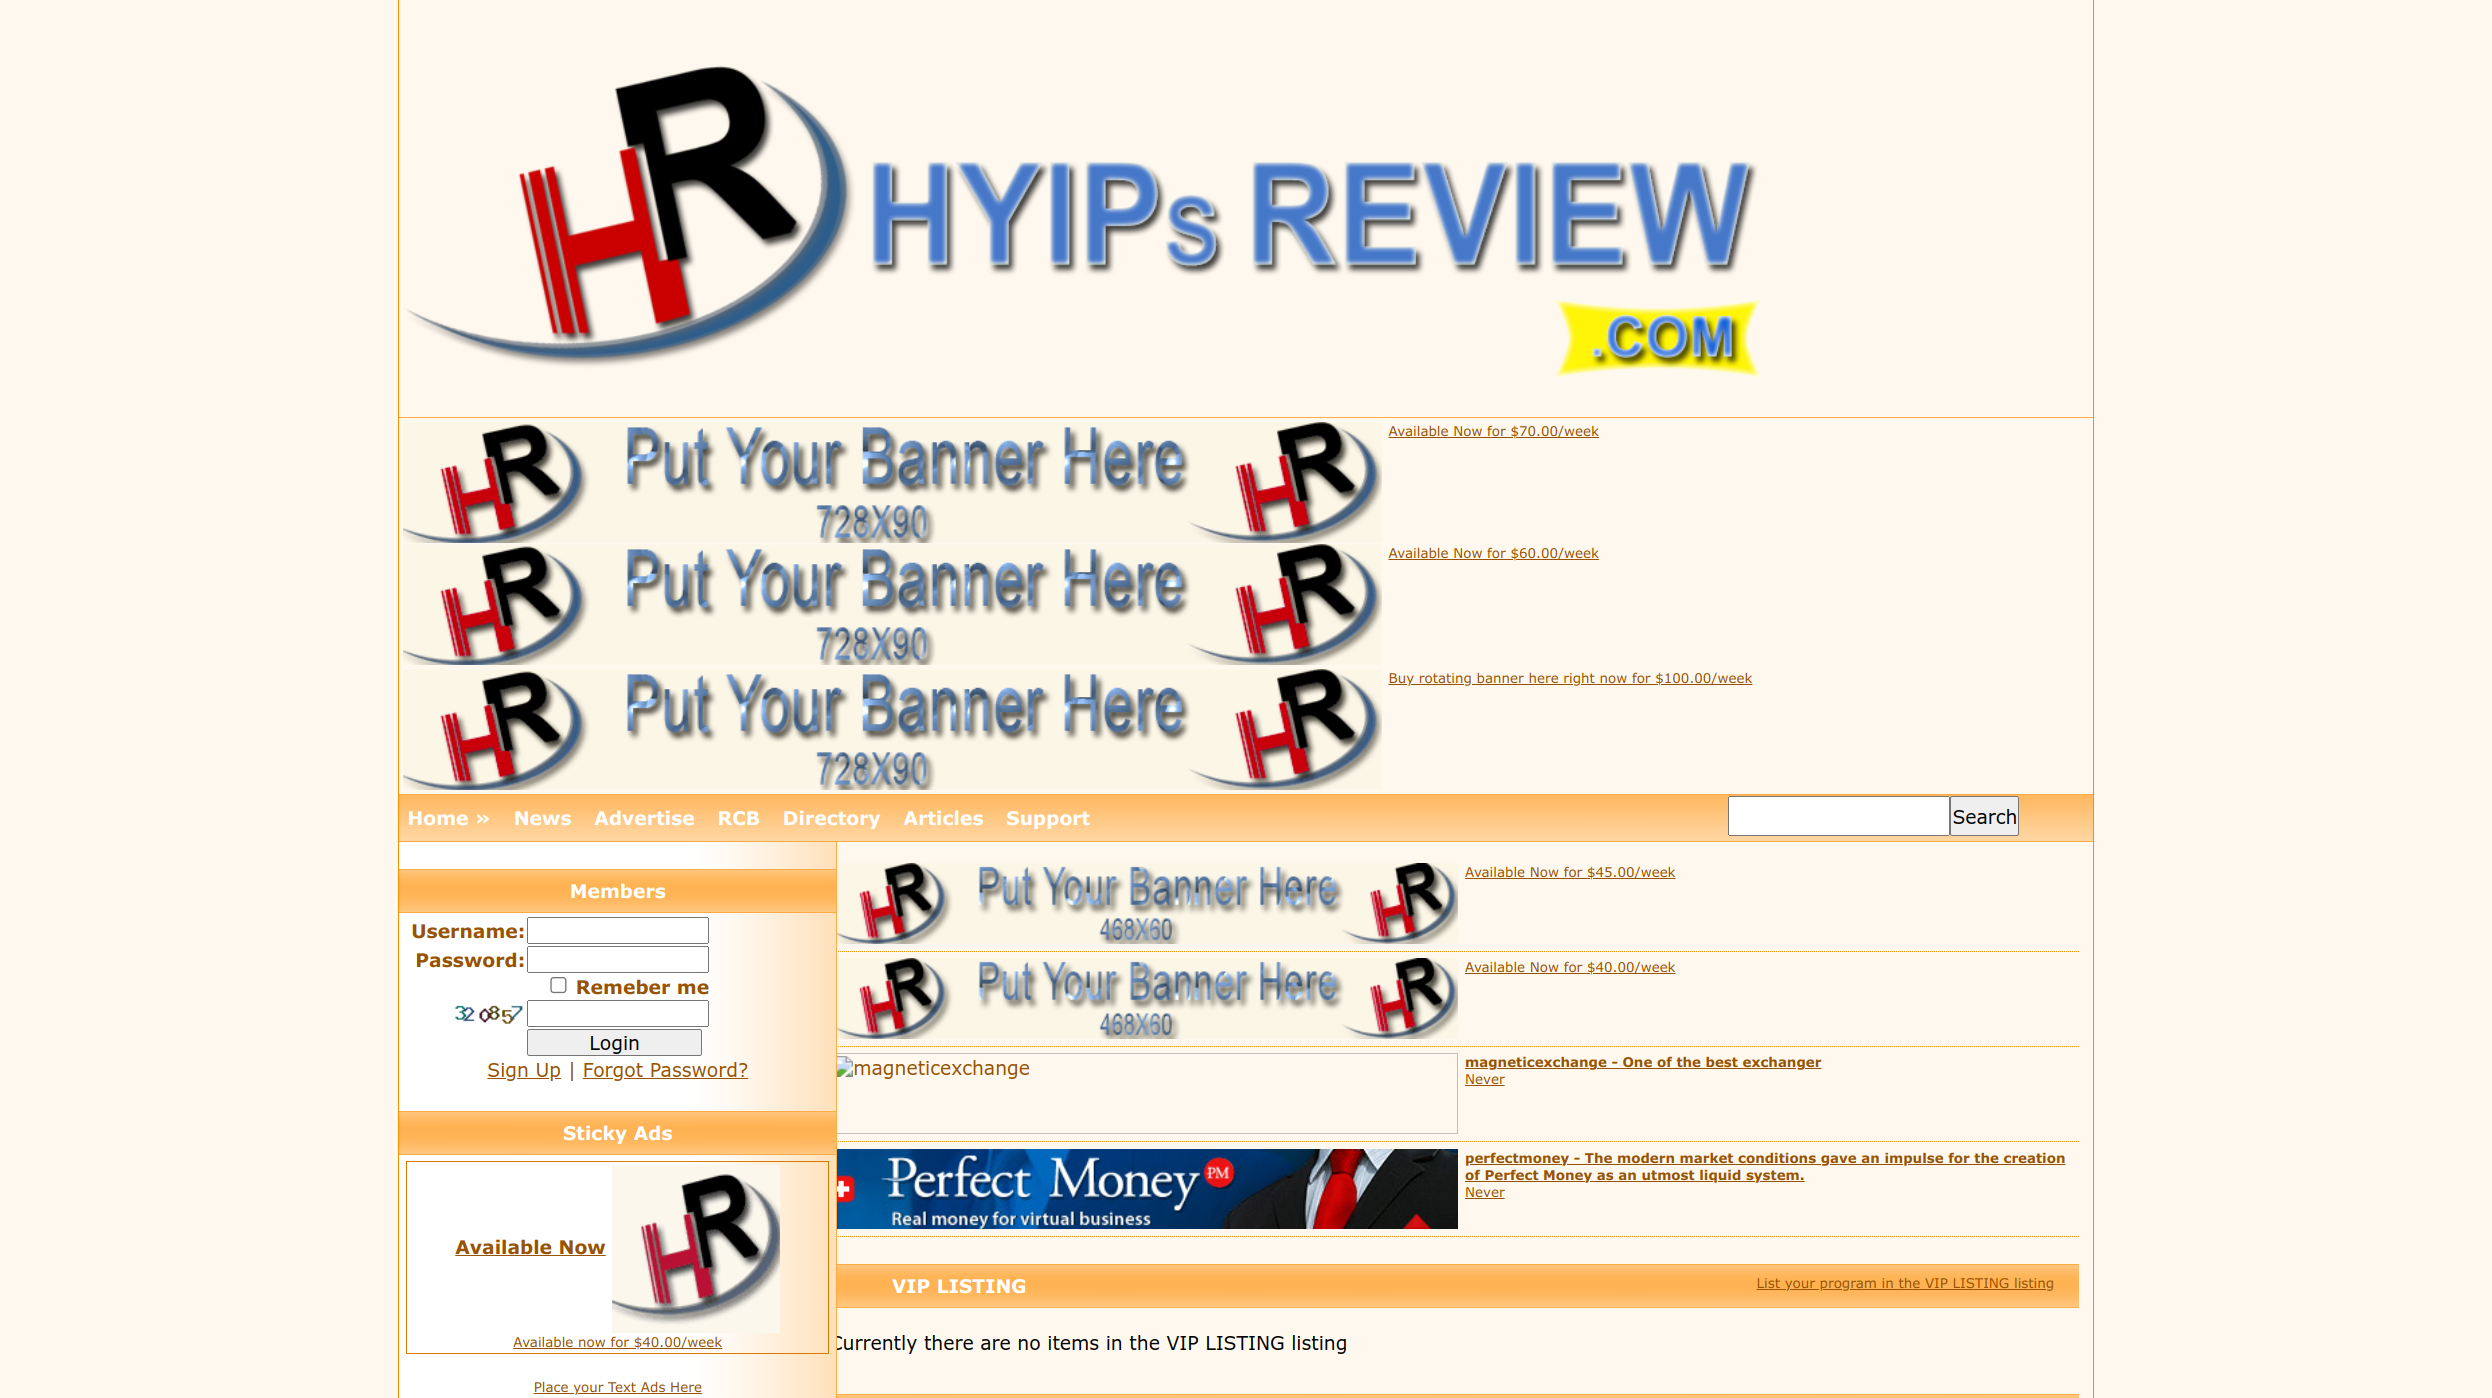 HR HYIPs REVIEW
.COM
HR Put Your Banner Here HR
728X90
Available Now for $70.00/week
HR Put Your Banner Here HR
728X90
Available Now for $60.00/week
HR Put Your Banner Here HR
728X90
Buy rotating banner here right now for $100.00/week
Home » News Advertise RCB Directory Articles Support Search
Members
Username:
Password:
Remeber me
320857
Login
Sign Up | Forgot Password?
Sticky Ads
Available Now HR
Available now for $40.00/week
Place your Text Ads Here
HR Put Your Banner Here HR
468X60
Available Now for $45.00/week
HR Put Your Banner Here HR
468X60
Available Now for $40.00/week
magneticexchange
magneticexchange - One of the best exchanger
Never
Perfect Money PM
Real money for virtual business
perfectmoney - The modern market conditions gave an impulse for the creation
of Perfect Money as an utmost liquid system.
Never
VIP LISTING
List your program in the VIP LISTING listing
Currently there are no items in the VIP LISTING listing